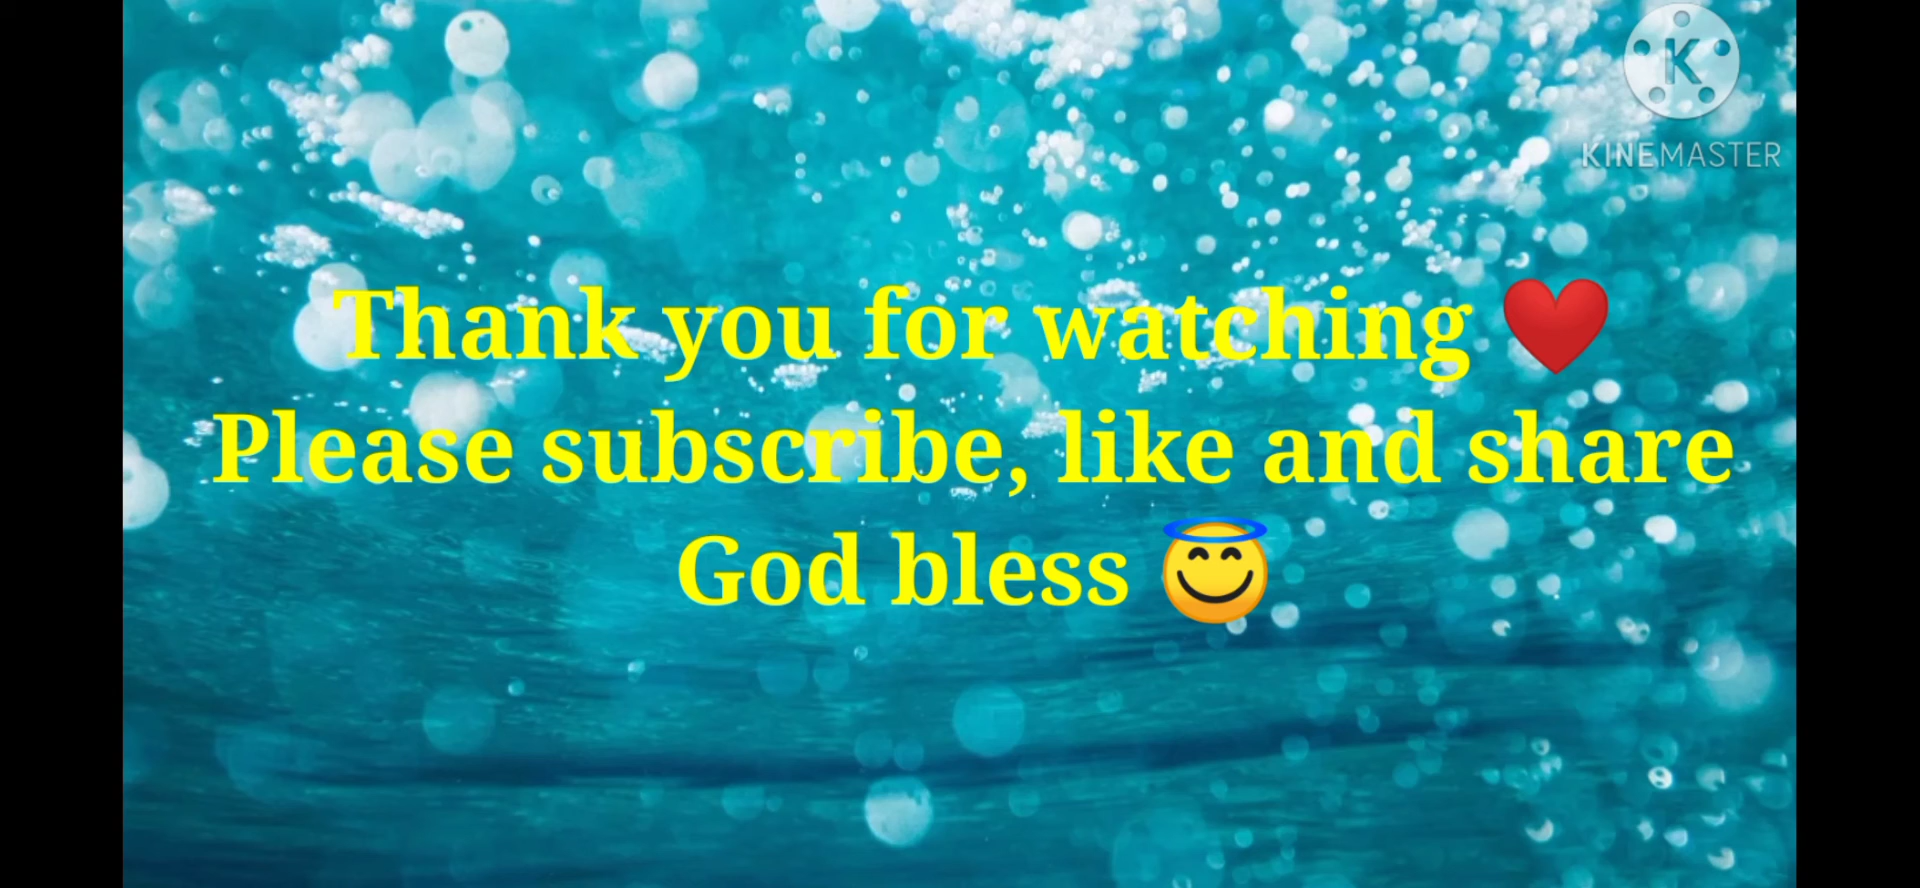 KINEMASTER
Thank you for watching ❤️
Please subscribe, like and share
God bless 😇